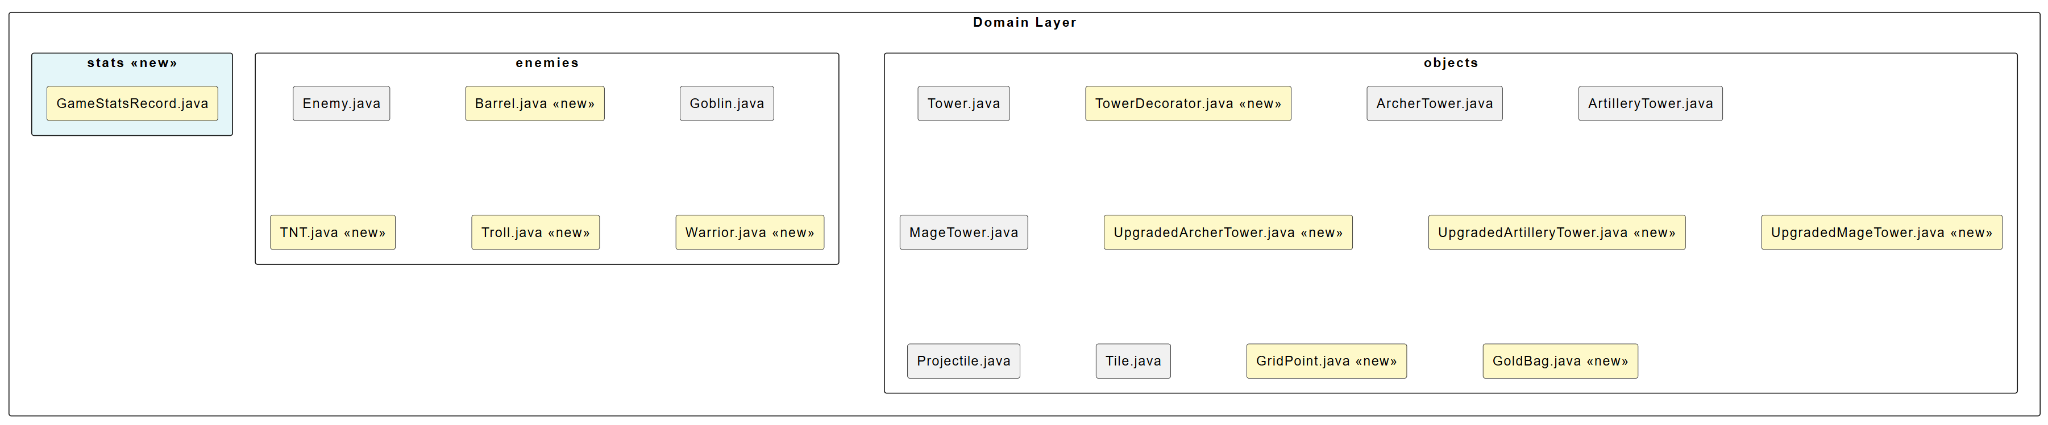 Domain Layer
stats «new»
GameStatsRecord.java
enemies
Enemy.java
Barrel.java «new»
Goblin.java
TNT.java «new»
Troll.java «new»
Warrior.java «new»
objects
Tower.java
TowerDecorator.java «new»
ArcherTower.java
ArtilleryTower.java
MageTower.java
UpgradedArcherTower.java «new»
UpgradedArtilleryTower.java «new»
UpgradedMageTower.java «new»
Projectile.java
Tile.java
GridPoint.java «new»
GoldBag.java «new»